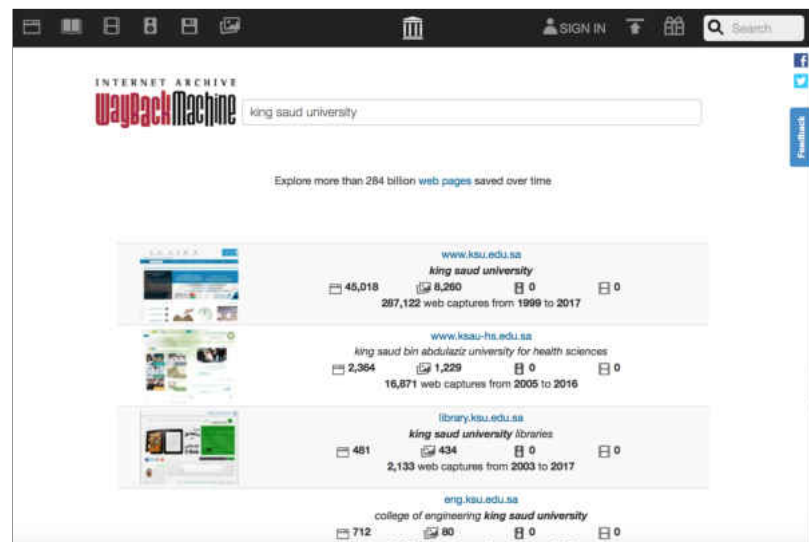 SIGN IN
Search
INTERNET ARCHIVE
WayBackMachine
king saud university
Feedback
Explore more than 284 billion web pages saved over time
www.ksu.edu.sa
king saud university
45,018 8,260 0 0
287,122 web captures from 1999 to 2017
www.ksau-hs.edu.sa
king saud bin abdulaziz university for health sciences
2,364 1,229 0 0
16,871 web captures from 2005 to 2016
library.ksu.edu.sa
king saud university libraries
481 434 0 0
2,133 web captures from 2003 to 2017
eng.ksu.edu.sa
college of engineering king saud university
712 80 0 0